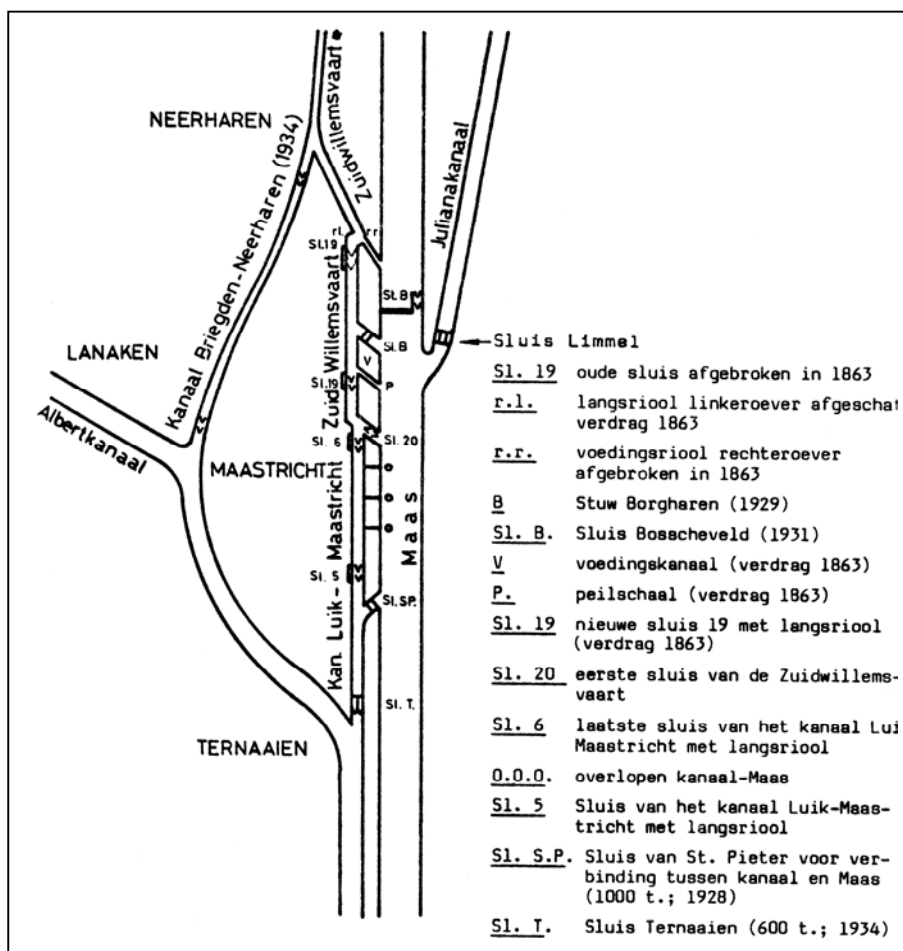 NEERHAREN
Zuidwillemsvaart
Kanaal Briegden-Neerharen (1934)
Julianakanaal
r.l.
r.r.
Sl.19
St. B
Zuid Willemsvaart
Sl.B
V
LANAKEN
Sl.19
P
Albertkanaal
Sl. 6
Sl. 20
MAASTRICHT
Maas
Kan. Luik-Maastricht
Sl. 5
Sl.SP.
Sl. T.
TERNAAIEN
Sluis Limmel
Sl. 19 oude sluis afgebroken in 1863
r.l. langsriool linkeroever afgeschaf
verdrag 1863
r.r. voedingsriool rechteroever
afgebroken in 1863
B Stuw Borgharen (1929)
Sl. B. Sluis Bosscheveld (1931)
V voedingskanaal (verdrag 1863)
P. peilschaal (verdrag 1863)
Sl. 19 nieuwe sluis 19 met langsriool
(verdrag 1863)
Sl. 20 eerste sluis van de Zuidwillems-
vaart
Sl. 6 laatste sluis van het kanaal Lui
Maastricht met langsriool
O.O.O. overlopen kanaal-Maas
Sl. 5 Sluis van het kanaal Luik-Maas-
tricht met langsriool
Sl. S.P. Sluis van St. Pieter voor ver-
binding tussen kanaal en Maas
(1000 t.; 1928)
Sl. T. Sluis Ternaaien (600 t.; 1934)